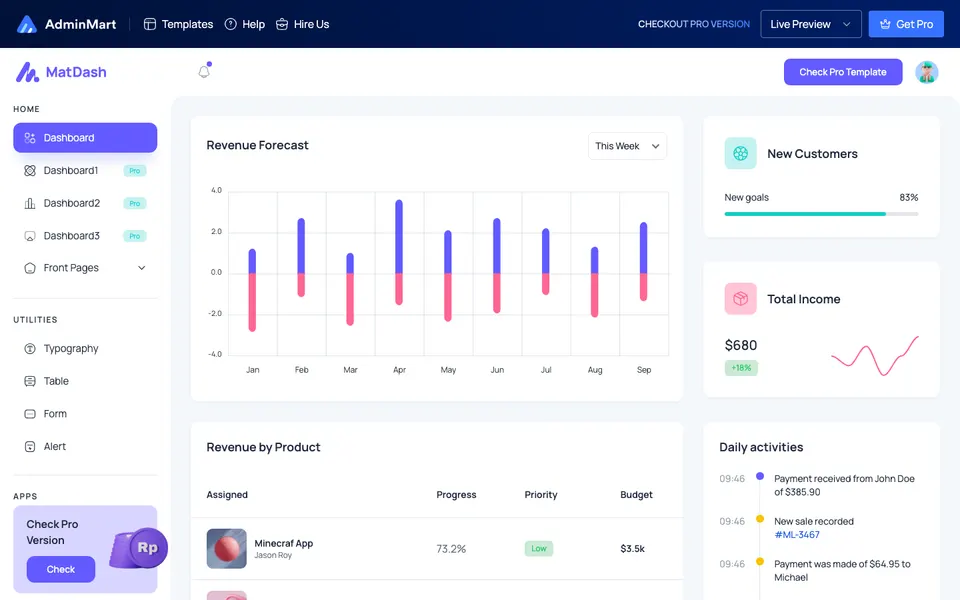 AdminMart
Templates
Help
Hire Us
CHECKOUT PRO VERSION
Live Preview
Get Pro
MatDash
Check Pro Template
HOME
Dashboard
Dashboard1 Pro
Dashboard2 Pro
Dashboard3 Pro
Front Pages
UTILITIES
Typography
Table
Form
Alert
APPS
Check Pro
Version
Check
Rp
Revenue Forecast
This Week
4.0
2.0
0.0
-2.0
-4.0
Jan Feb Mar Apr May Jun Jul Aug Sep
New Customers
New goals 83%
Total Income
$680
+18%
Revenue by Product
Assigned Progress Priority Budget
Minecraf App
Jason Roy
73.2%
Low
$3.5k
Daily activities
09:46 Payment received from John Doe
of $385.90
09:46 New sale recorded
#ML-3467
09:46 Payment was made of $64.95 to
Michael